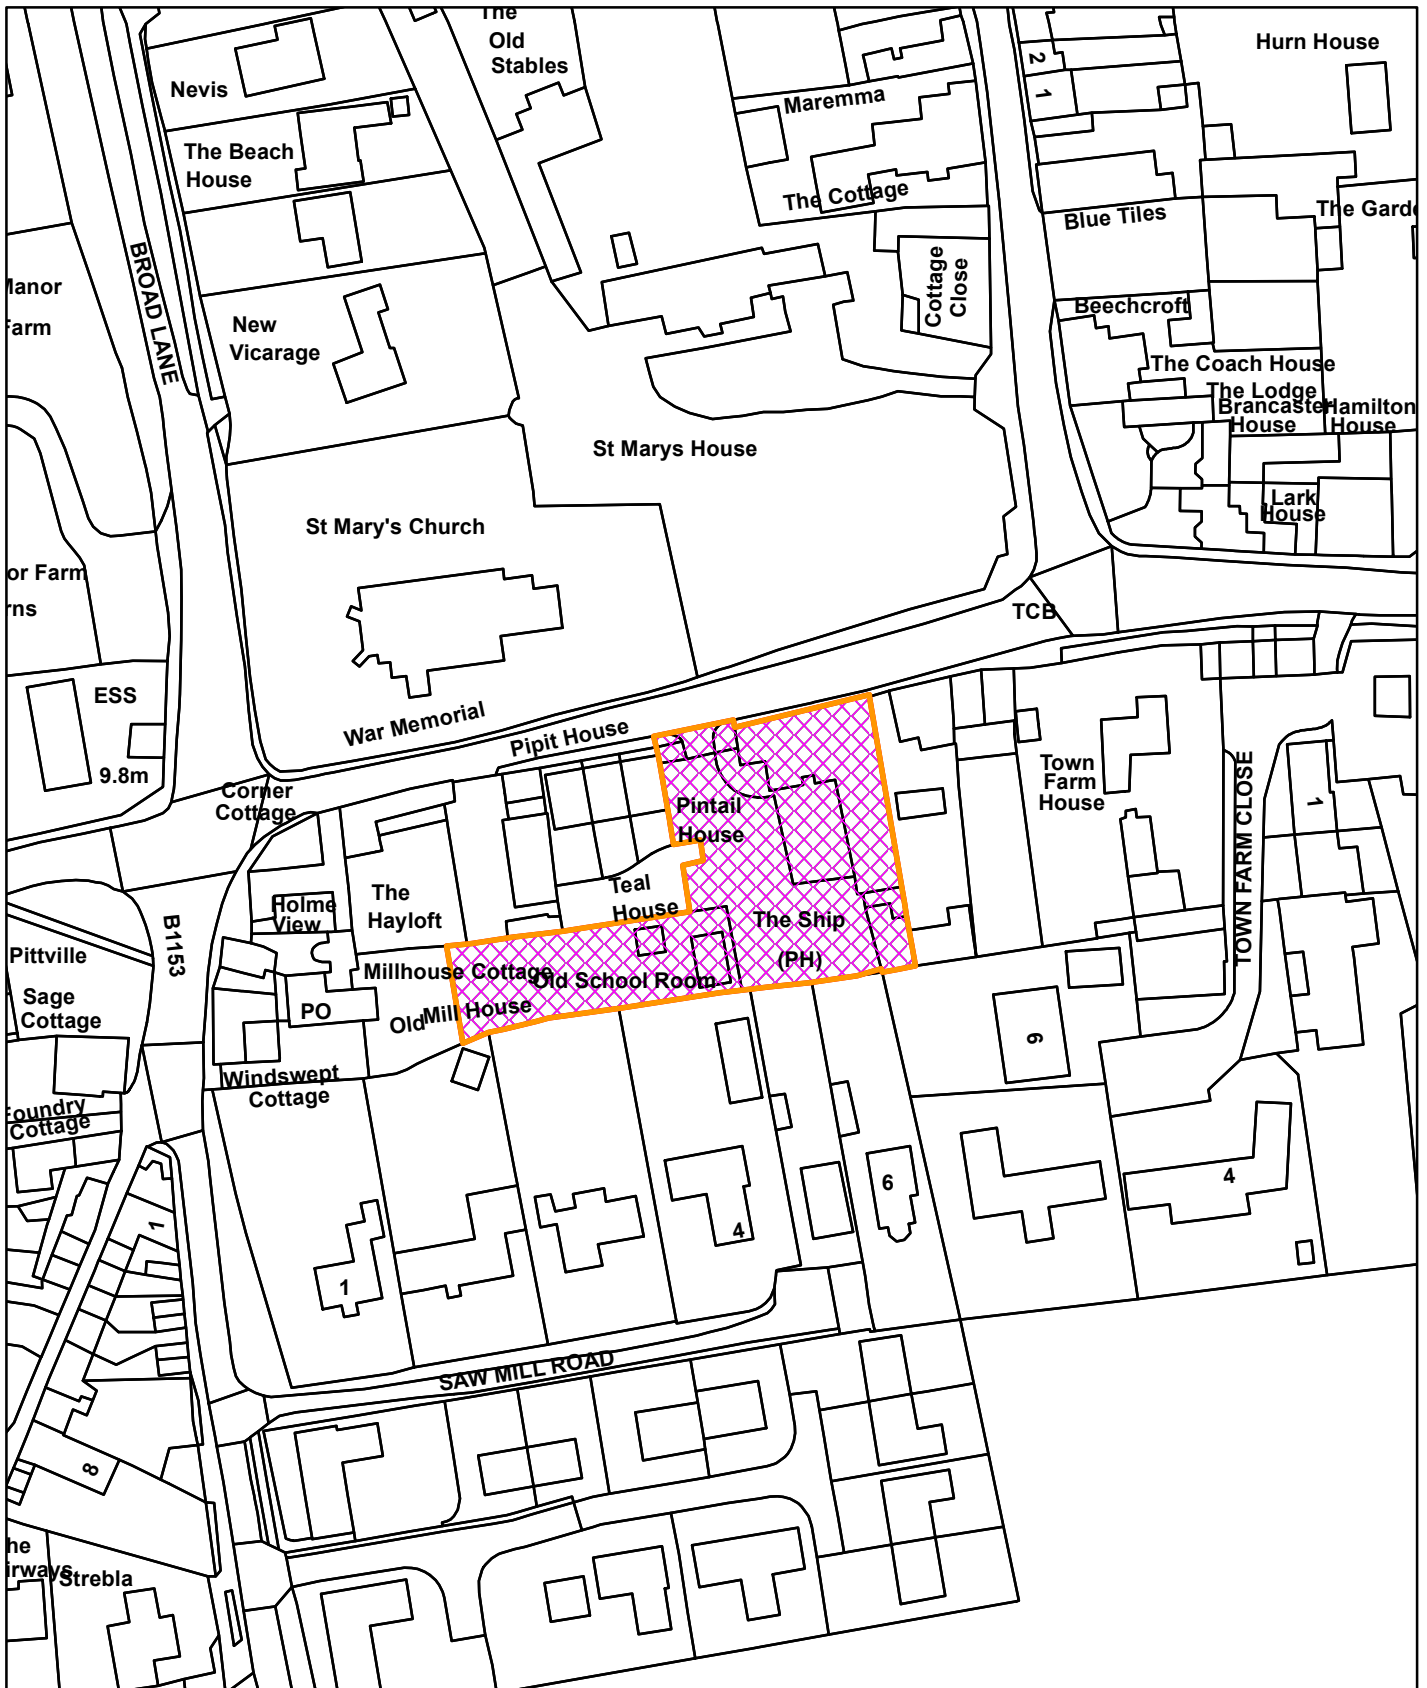 The
Old
Stables
Hurn House
Nevis
2
1
Maremma
The Beach
House
The Cottage
Blue Tiles
The Garde
BROAD LANE
Cottage
Close
Manor
Farm
New
Vicarage
Beechcroft
The Coach House
The Lodge
Brancaster
House
Hamilton
House
St Marys House
Lark
House
St Mary's Church
or Farm
rns
TCB
ESS
War Memorial
Pipit House
9.8m
Corner
Cottage
Town
Farm
House
TOWN FARM CLOSE
1
Pintail
House
Teal
House
The
Hayloft
Holme
View
The Ship
(PH)
B1153
Pittville
Millhouse Cottage
Old School Room
Sage
Cottage
PO
Old
Mill House
6
Windswept
Cottage
Foundry
Cottage
6
4
1
4
1
SAW MILL ROAD
8
he
irways
Strebla